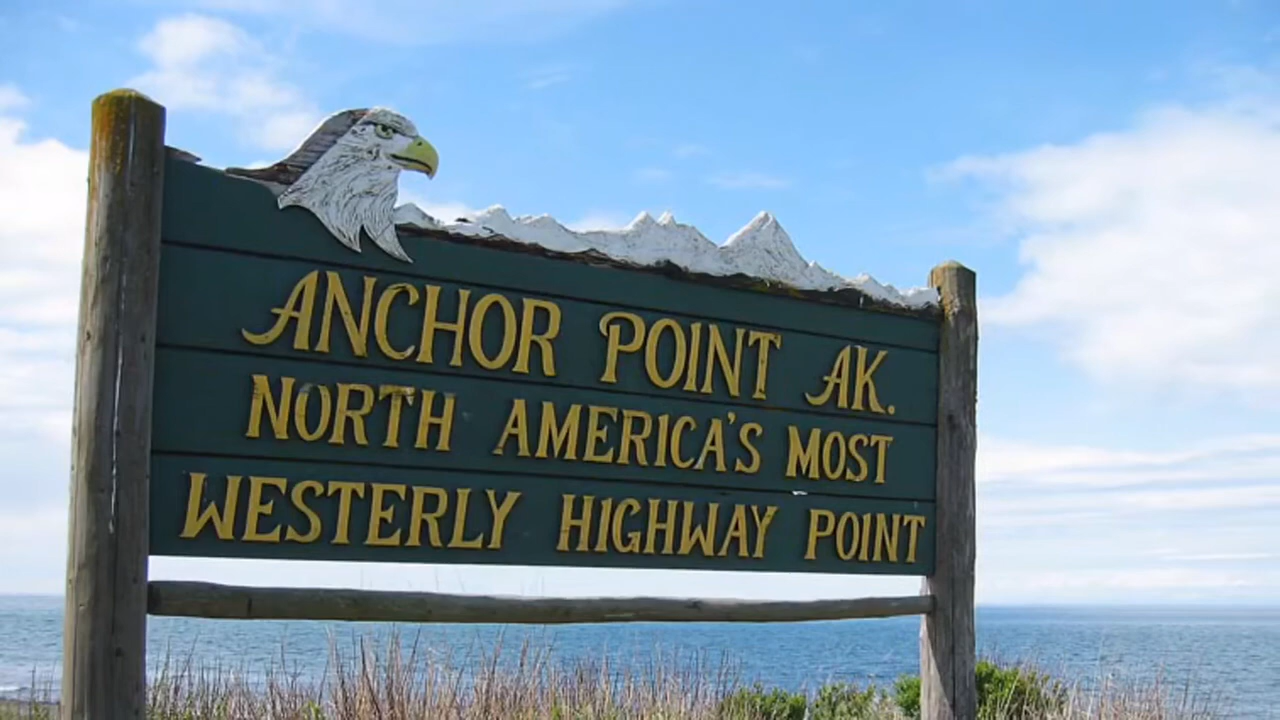 ANCHOR POINT AK.
NORTH AMERICA'S MOST
WESTERLY HIGHWAY POINT